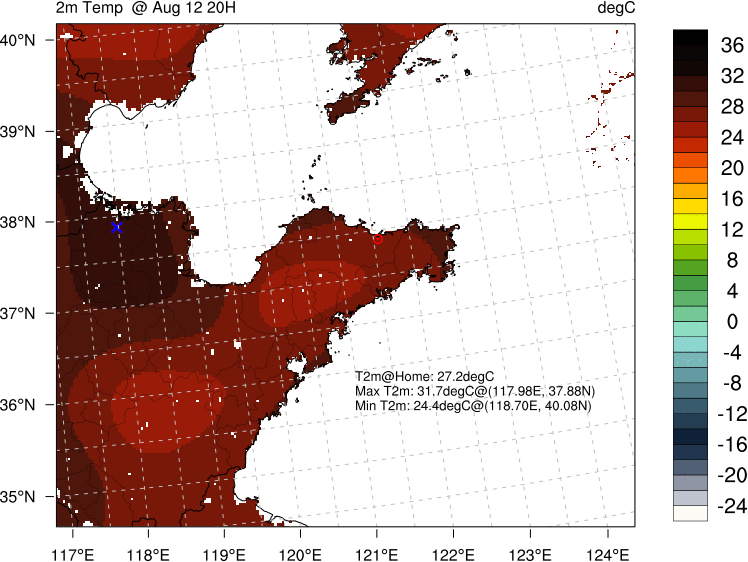 2m Temp @ Aug 12 20H degC
40°N
39°N
38°N
37°N
36°N
35°N
T2m@Home: 27.2degC
Max T2m: 31.7degC@(117.98E, 37.88N)
Min T2m: 24.4degC@(118.70E, 40.08N)
117°E 118°E 119°E 120°E 121°E 122°E 123°E 124°E
36
32
28
24
20
16
12
8
4
0
-4
-8
-12
-16
-20
-24